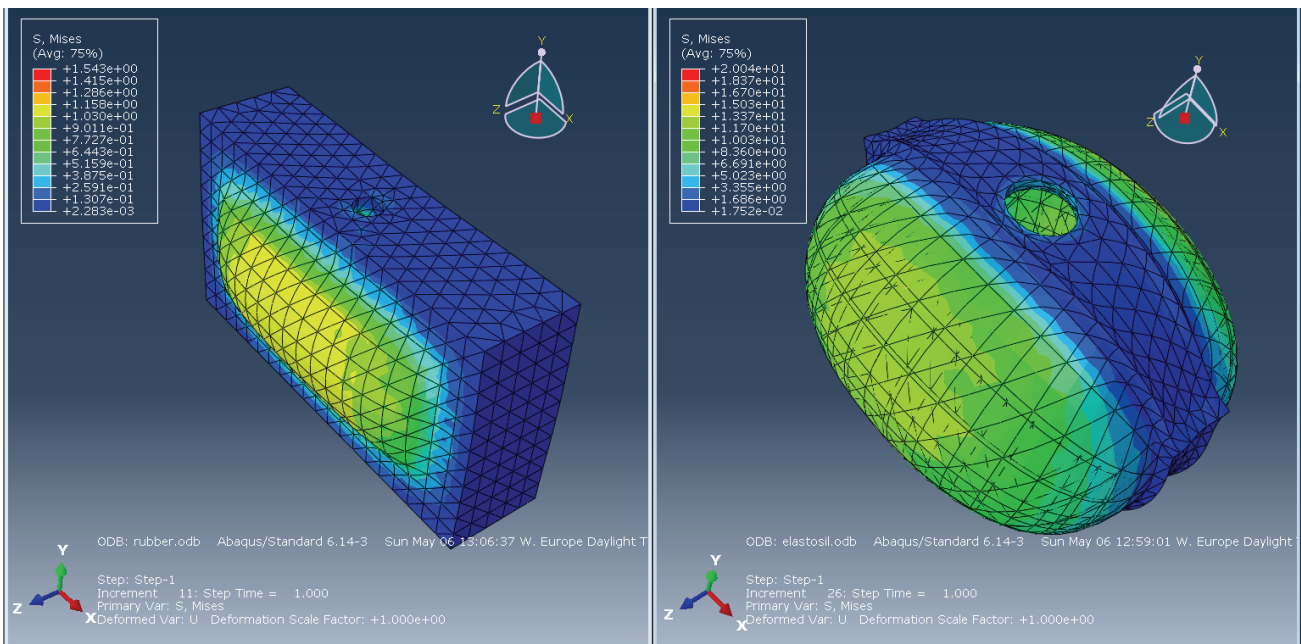 S, Mises
(Avg: 75%)
+1.543e+00
+1.415e+00
+1.286e+00
+1.158e+00
+1.030e+00
+9.011e-01
+7.727e-01
+6.443e-01
+5.159e-01
+3.875e-01
+2.591e-01
+1.307e-01
+2.283e-03
Y
Z
X
ODB: rubber.odb Abaqus/Standard 6.14-3 Sun May 06 13:06:37 W. Europe Daylight T
Y
Z
X
Step: Step-1
Increment 11: Step Time = 1.000
Primary Var: S, Mises
Deformed Var: U Deformation Scale Factor: +1.000e+00
S, Mises
(Avg: 75%)
+2.004e+01
+1.837e+01
+1.670e+01
+1.503e+01
+1.337e+01
+1.170e+01
+1.003e+01
+8.360e+00
+6.691e+00
+5.023e+00
+3.355e+00
+1.686e+00
+1.752e-02
Y
Z
X
ODB: elastosil.odb Abaqus/Standard 6.14-3 Sun May 06 12:59:01 W. Europe Daylight
Y
Z
X
Step: Step-1
Increment 26: Step Time = 1.000
Primary Var: S, Mises
Deformed Var: U Deformation Scale Factor: +1.000e+00